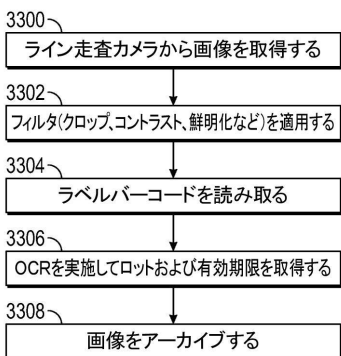 3300
ライン走査カメラから画像を取得する
3302
フィルタ(クロップ、コントラスト、鮮明化など)を適用する
3304
ラベルバーコードを読み取る
3306
OCRを実施してロットおよび有効期限を取得する
3308
画像をアーカイブする